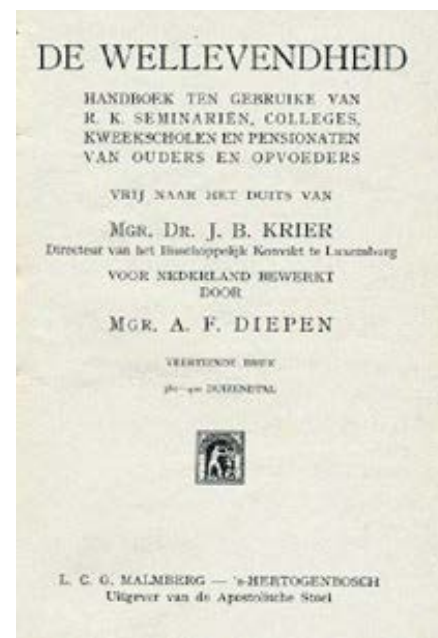 DE WELLEVENDHEID
HANDBOEK TEN GEBRUIKE VAN
R. K. SEMINARIËN, COLLEGES,
KWEEKSCHOLEN EN PENSIONATEN
VAN OUDERS EN OPVOEDERS
VRIJ NAAR HET DUITS VAN
MGR. DR. J. B. KRIER
Directeur van het Bisschoppelijk Konvikt te Luxemburg
VOOR NEDERLAND BEWERKT
DOOR
MGR. A. F. DIEPEN
VEERTIENDE DRUK
DUIZENDTAL
L. C. G. MALMBERG — 's-HERTOGENBOSCH
Uitgever van de Apostolische Stoel